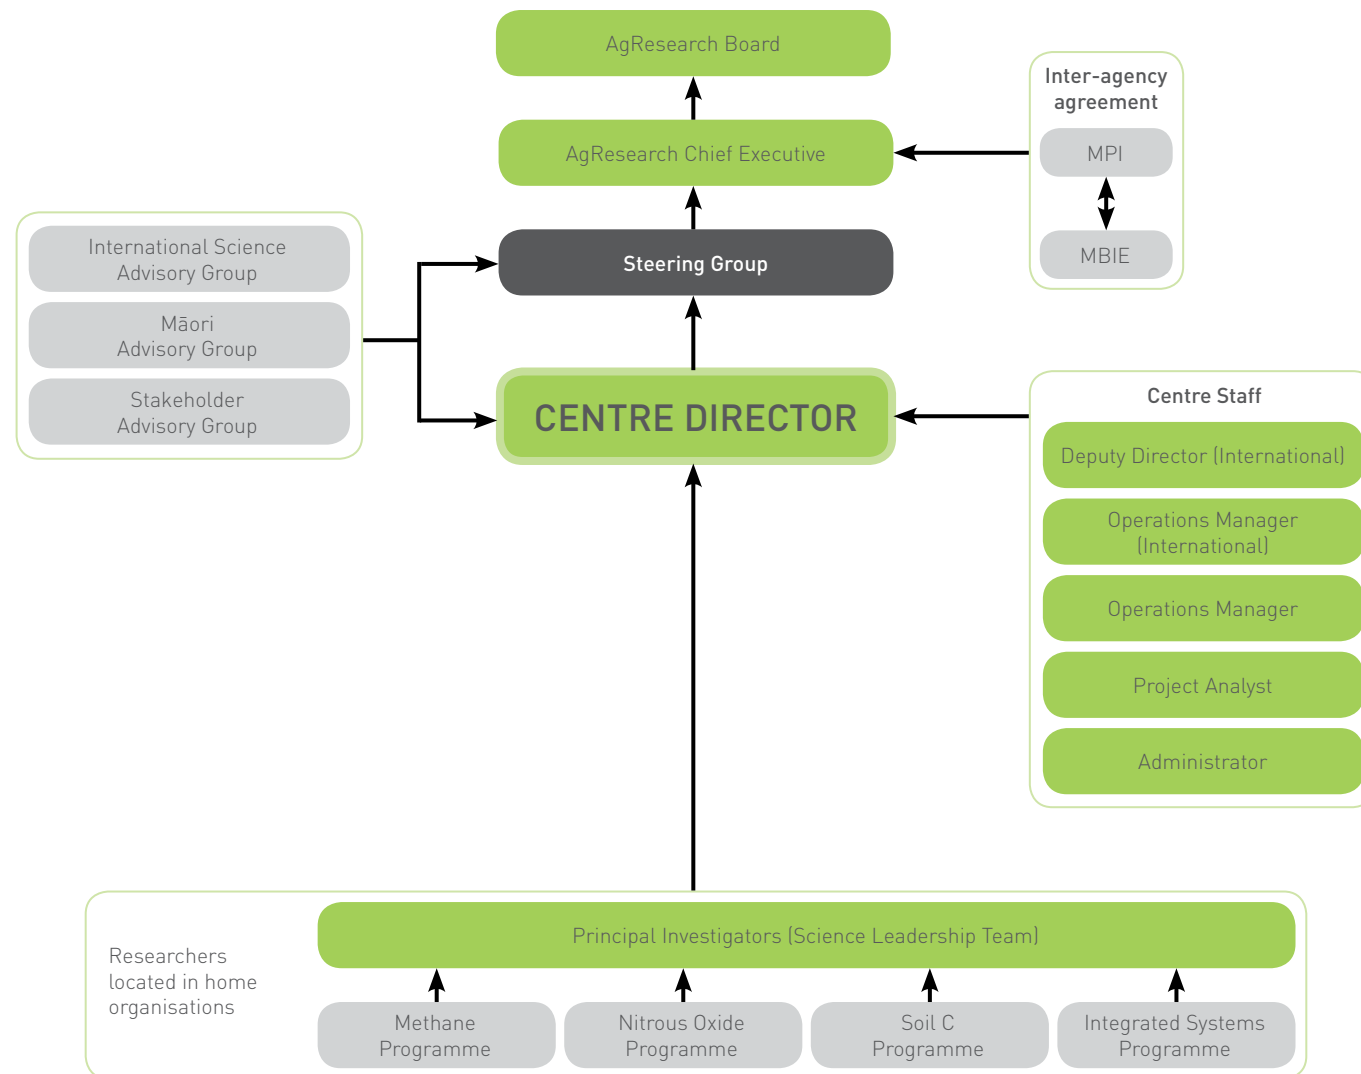 AgResearch Board
AgResearch Chief Executive
Inter-agency
agreement
MPI
MBIE
International Science
Advisory Group
Māori
Advisory Group
Stakeholder
Advisory Group
Steering Group
CENTRE DIRECTOR
Centre Staff
Deputy Director (International)
Operations Manager
(International)
Operations Manager
Project Analyst
Administrator
Researchers
located in home
organisations
Principal Investigators (Science Leadership Team)
Methane
Programme
Nitrous Oxide
Programme
Soil C
Programme
Integrated Systems
Programme